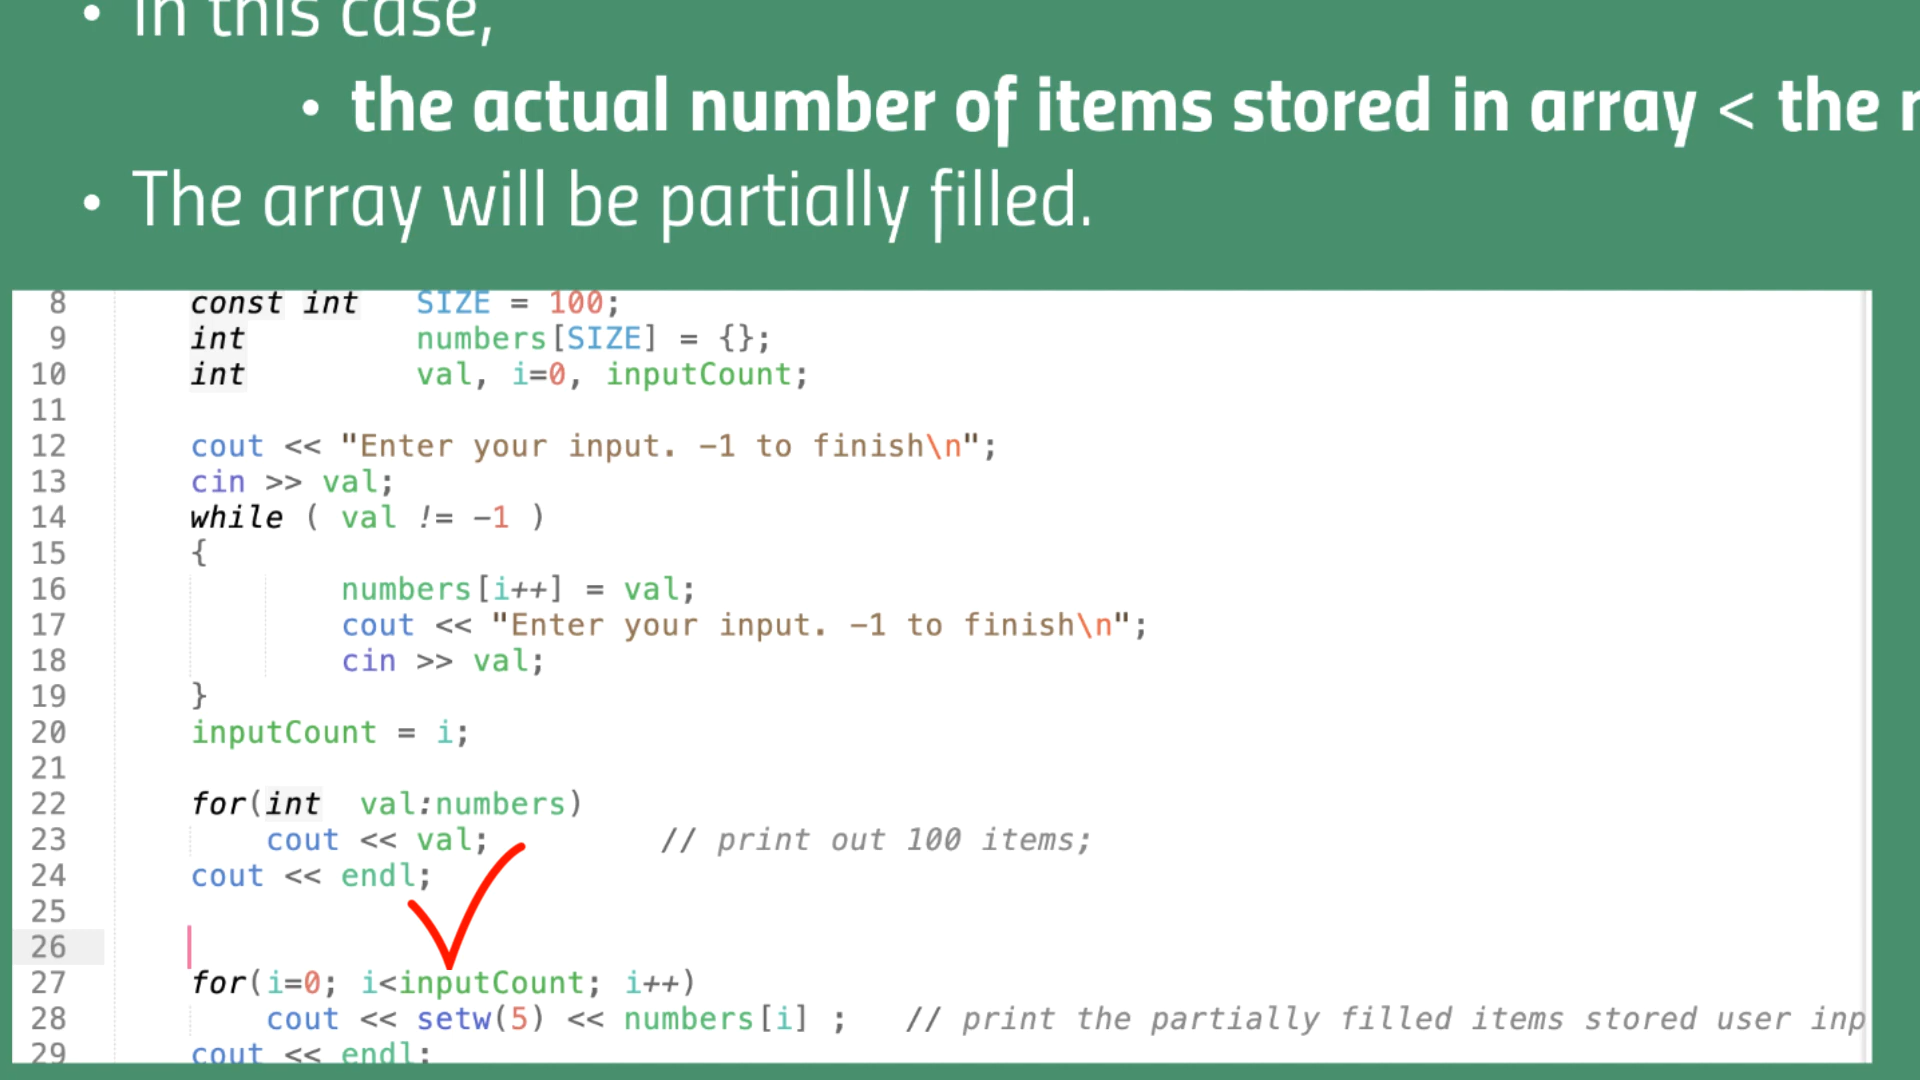 • In this case,
• the actual number of items stored in array < the
• The array will be partially filled.
8 const int SIZE = 100;
9 int numbers[SIZE] = {};
10 int val, i=0, inputCount;
11
12 cout << "Enter your input. -1 to finish\n";
13 cin >> val;
14 while ( val != -1 )
15 {
16 numbers[i++] = val;
17 cout << "Enter your input. -1 to finish\n";
18 cin >> val;
19 }
20 inputCount = i;
21
22 for(int val:numbers)
23 cout << val; // print out 100 items;
24 cout << endl;
25
26
27 for(i=0; i<inputCount; i++)
28 cout << setw(5) << numbers[i] ; // print the partially filled items stored user inp
29 cout << endl;